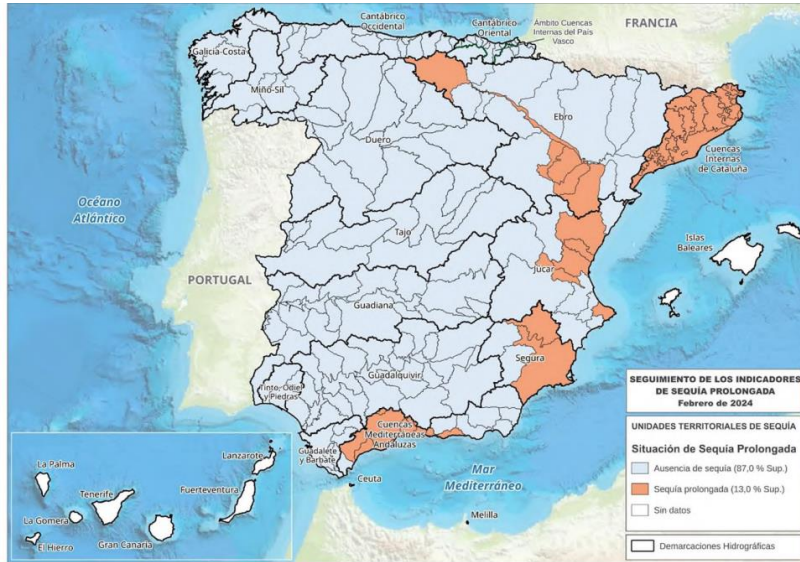 Cantábrico
Occidental
Cantábrico
Oriental
Ámbito Cuencas
Internas del País
Vasco
FRANCIA
Galicia-Costa
Miño-Sil
Duero
Ebro
Cuencas
Internas
de Cataluña
Océano
Atlántico
Tajo
Islas
Baleares
PORTUGAL
Júcar
Guadiana
Segura
Guadalquivir
Tinto, Odiel
y Piedras
Cuencas
Mediterráneas
Andaluzas
Guadalete
y Barbate
Ceuta
Mar
Mediterráneo
Melilla
La Palma
Lanzarote
Tenerife
Fuerteventura
La Gomera
El Hierro
Gran Canaria
SEGUIMIENTO DE LOS INDICADORES
DE SEQUÍA PROLONGADA
Febrero de 2024
UNIDADES TERRITORIALES DE SEQUÍA
Situación de Sequía Prolongada
Ausencia de sequía (87,0 % Sup.)
Sequía prolongada (13,0 % Sup.)
Sin datos
Demarcaciones Hidrográficas